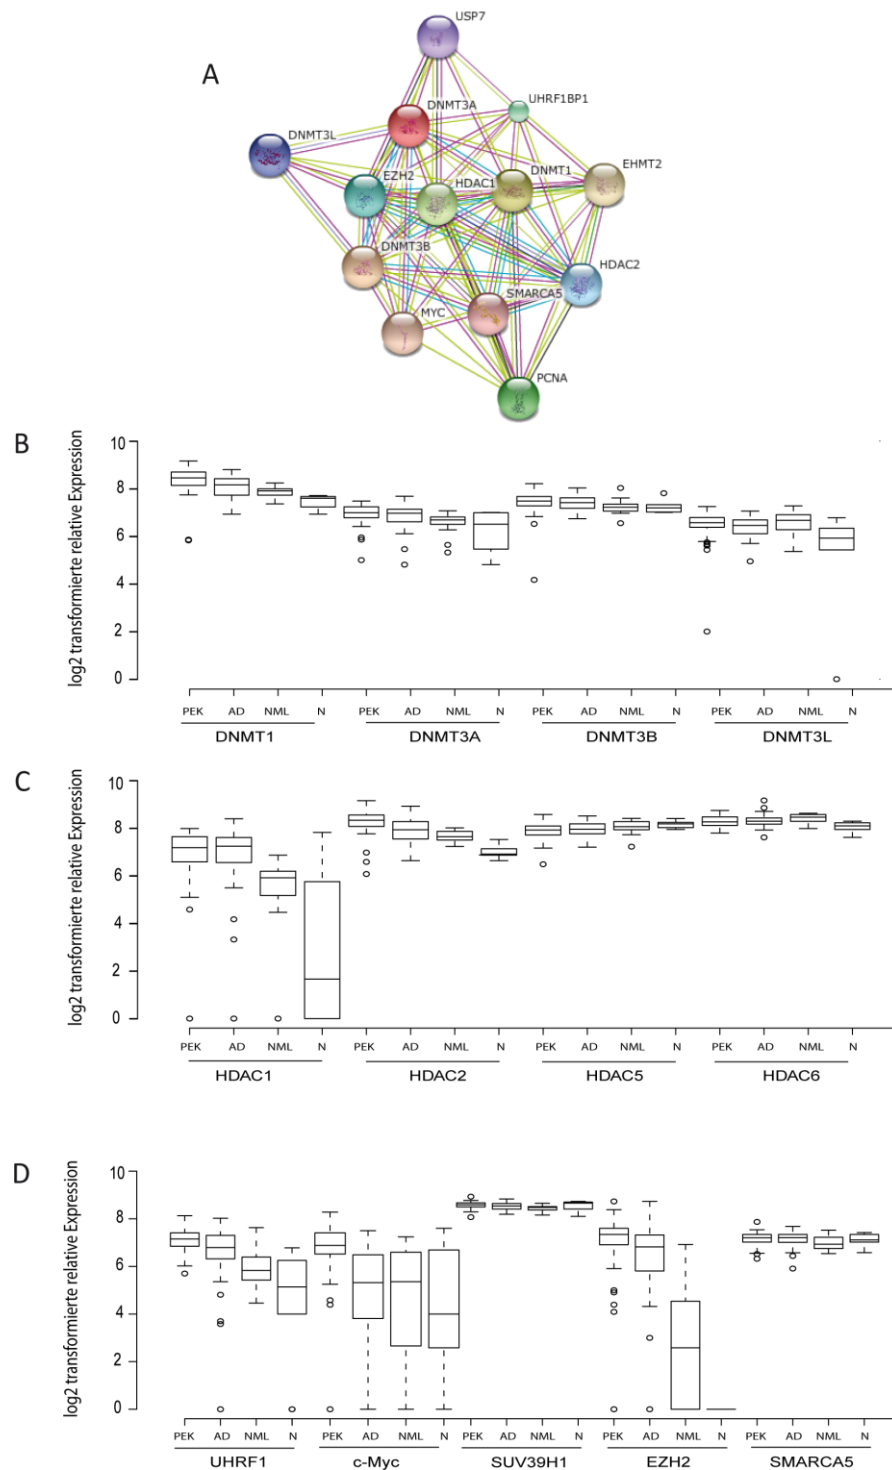 A
USP7
UHRF1BP1
DNMT3A
DNMT3L
EHMT2
DNMT1
EZH2
HDAC1
DNMT3B
HDAC2
SMARCA5
MYC
PCNA
B
log2 transformierte relative Expression
10
8
6
4
2
0
PEK AD NML N PEK AD NML N PEK AD NML N PEK AD NML N
DNMT1 DNMT3A DNMT3B DNMT3L
C
log2 transformierte relative Expression
10
8
6
4
2
0
PEK AD NML N PEK AD NML N PEK AD NML N PEK AD NML N
HDAC1 HDAC2 HDAC5 HDAC6
D
log2 transformierte relative Expression
10
8
6
4
2
0
PEK AD NML N PEK AD NML N PEK AD NML N PEK AD NML N PEK AD NML N
UHRF1 c-Myc SUV39H1 EZH2 SMARCA5